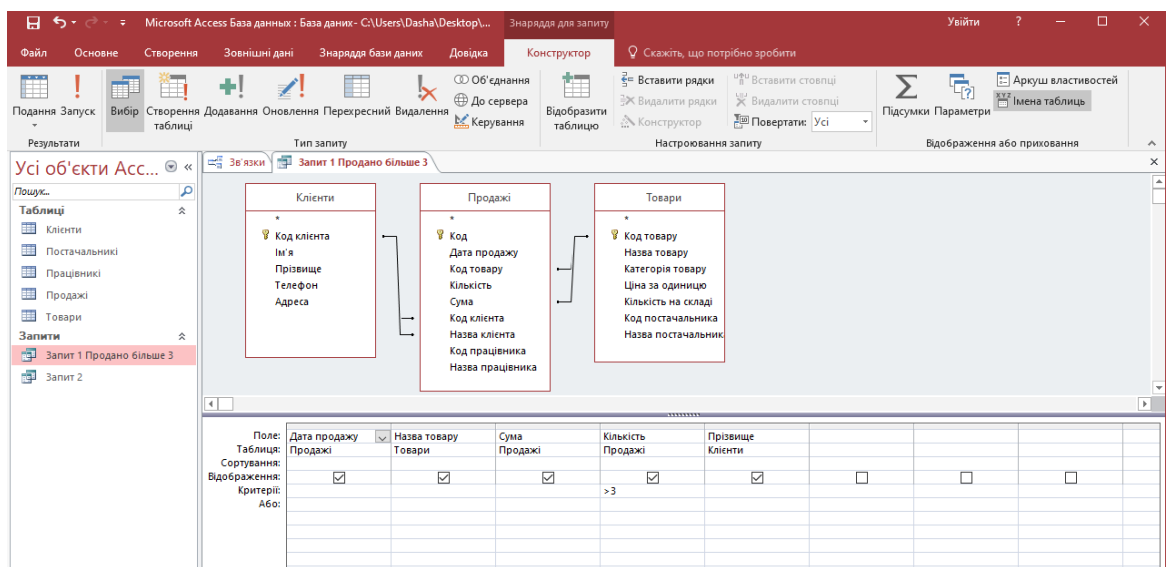 Microsoft Access База данных : База даних- C:\Users\Dasha\Desktop\...
Знаряддя для запиту
Увійти ?
Файл Основне Створення Зовнішні дані Знаряддя бази даних Довідка Конструктор Скажіть, що потрібно зробити
Подання Запуск
Результати
Вибір Створення таблиці Додавання Оновлення Перехресний Видалення
Об'єднання
До сервера
Керування
Тип запиту
Відобразити таблицю
Вставити рядки
Видалити рядки
Конструктор
Вставити стовпці
Видалити стовпці
Повертати: Усі
Настроювання запиту
Підсумки Параметри
Аркуш властивостей
XYZ Імена таблиць
Відображення або приховання
Усі об'єкти Acc... «
Пошук...
Таблиці
Клієнти
Постачальникі
Працівникі
Продажі
Товари
Запити
Запит 1 Продано більше 3
Запит 2
Зв'язки Запит 1 Продано більше 3
Клієнти
*
Код клієнта
Ім'я
Прізвище
Телефон
Адреса
Продажі
*
Код
Дата продажу
Код товару
Кількість
Сума
Код клієнта
Назва клієнта
Код працівника
Назва працівника
Товари
*
Код товару
Назва товару
Категорія товару
Ціна за одиницю
Кількість на складі
Код постачальника
Назва постачальник
Поле: Дата продажу Назва товару Сума Кількість Прізвище
Таблиця: Продажі Товари Продажі Продажі Клієнти
Сортування:
Відображення:
Критерії: >3
Або: